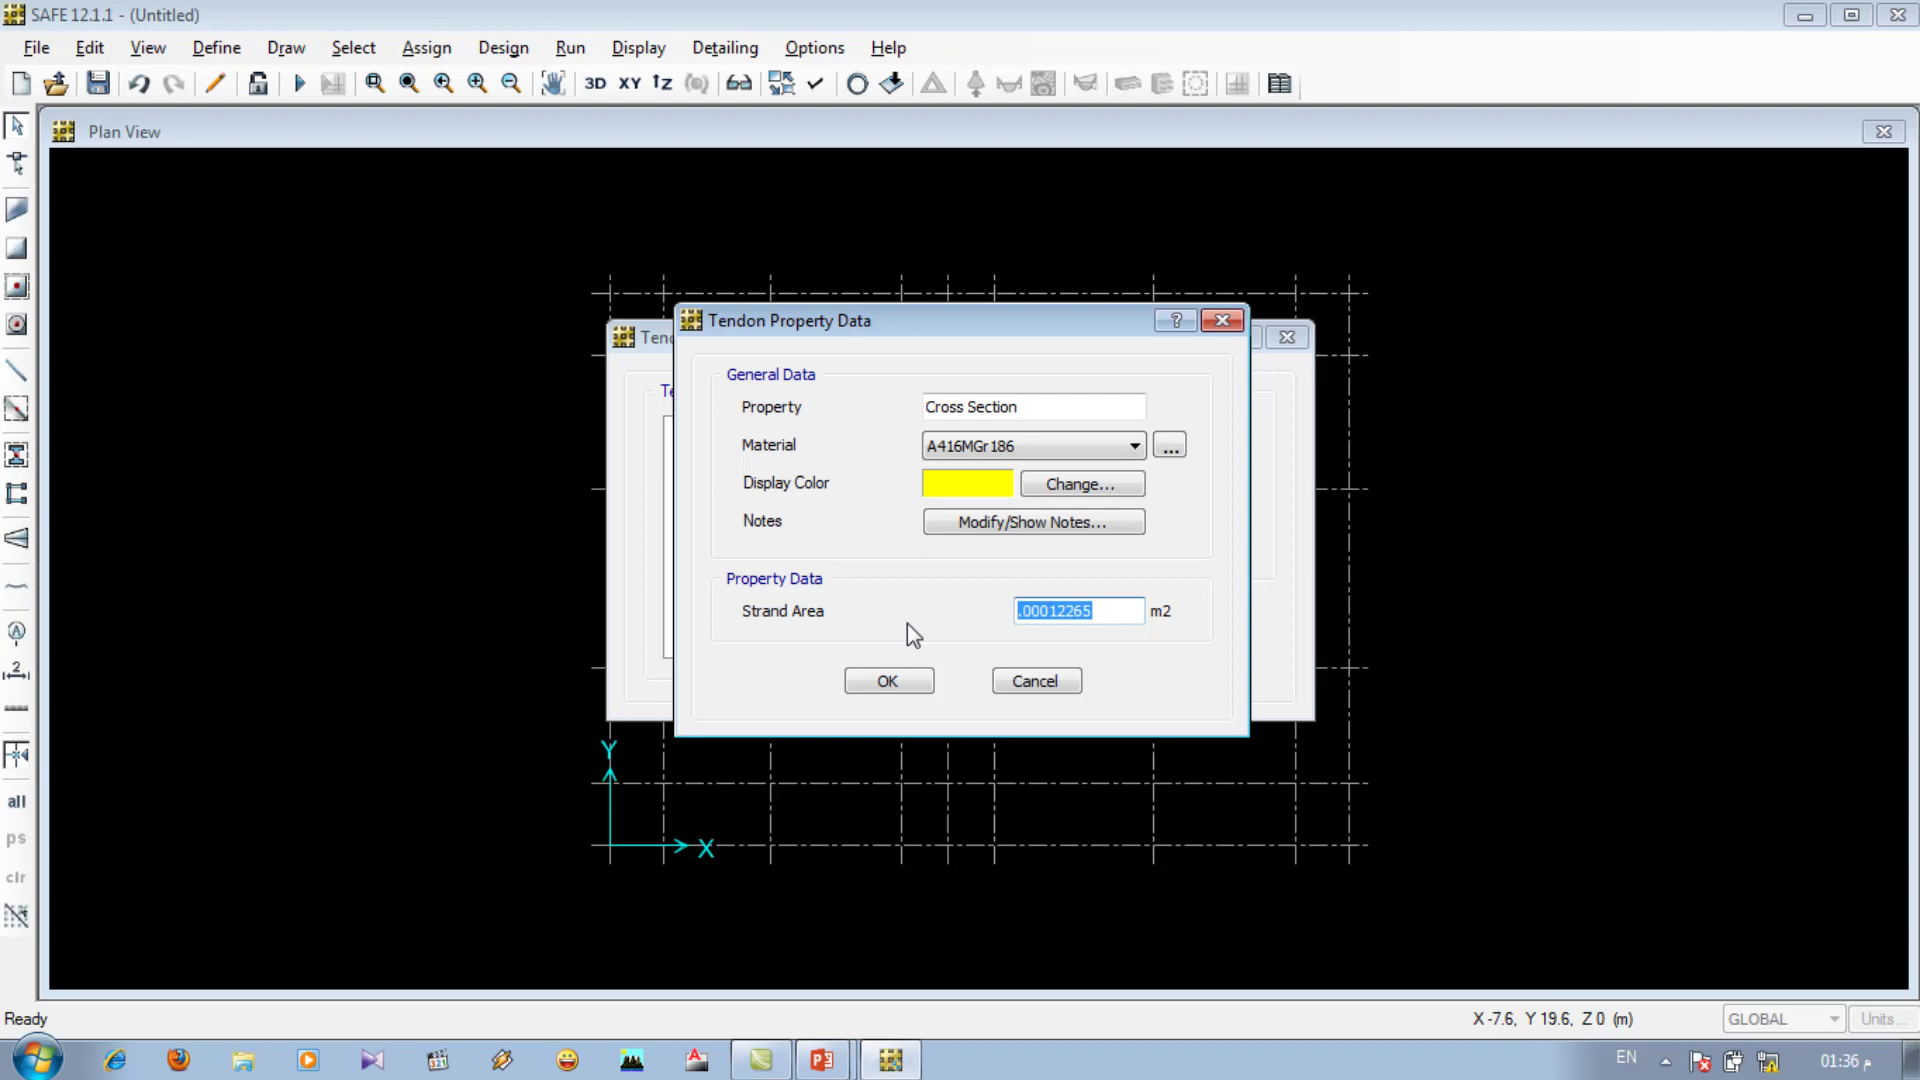 SAFE 12.1.1 - (Untitled)
File Edit View Define Draw Select Assign Design Run Display Detailing Options Help
3D XY
Plan View
Tendon Property Data
Tend
General Data
Te
Property Cross Section
Material A416MGr186 ...
Display Color Change...
Notes Modify/Show Notes...
Property Data
Strand Area .00012265 m2
OK Cancel
Y
X
2
all
ps
clr
Ready X -7.6, Y 19.6, Z 0 (m) GLOBAL Units...
EN 01:36 م